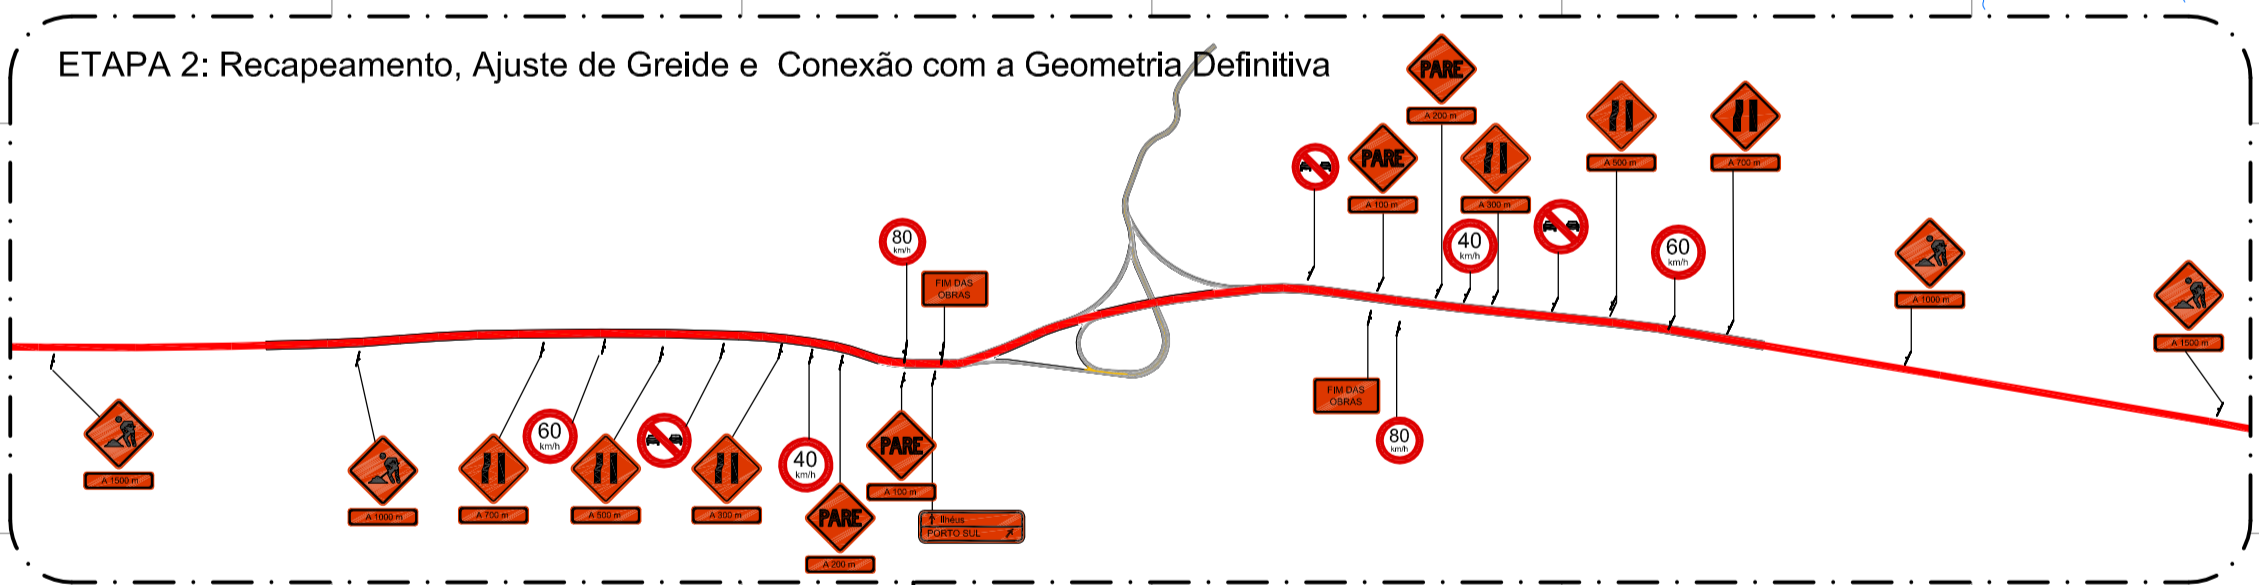 ETAPA 2: Recapeamento, Ajuste de Greide e Conexão com a Geometria Definitiva
PARE
A 200 m
PARE
A 100 m
A 300 m
A 500 m
A 700 m
80
km/h
FIM DAS
OBRAS
40
km/h
60
km/h
A 1000 m
A 1500 m
FIM DAS
OBRAS
80
km/h
A 1500 m
A 1000 m
A 700 m
60
km/h
A 500 m
A 300 m
40
km/h
PARE
A 200 m
PARE
A 100 m
Ilhéus
PORTO SUL